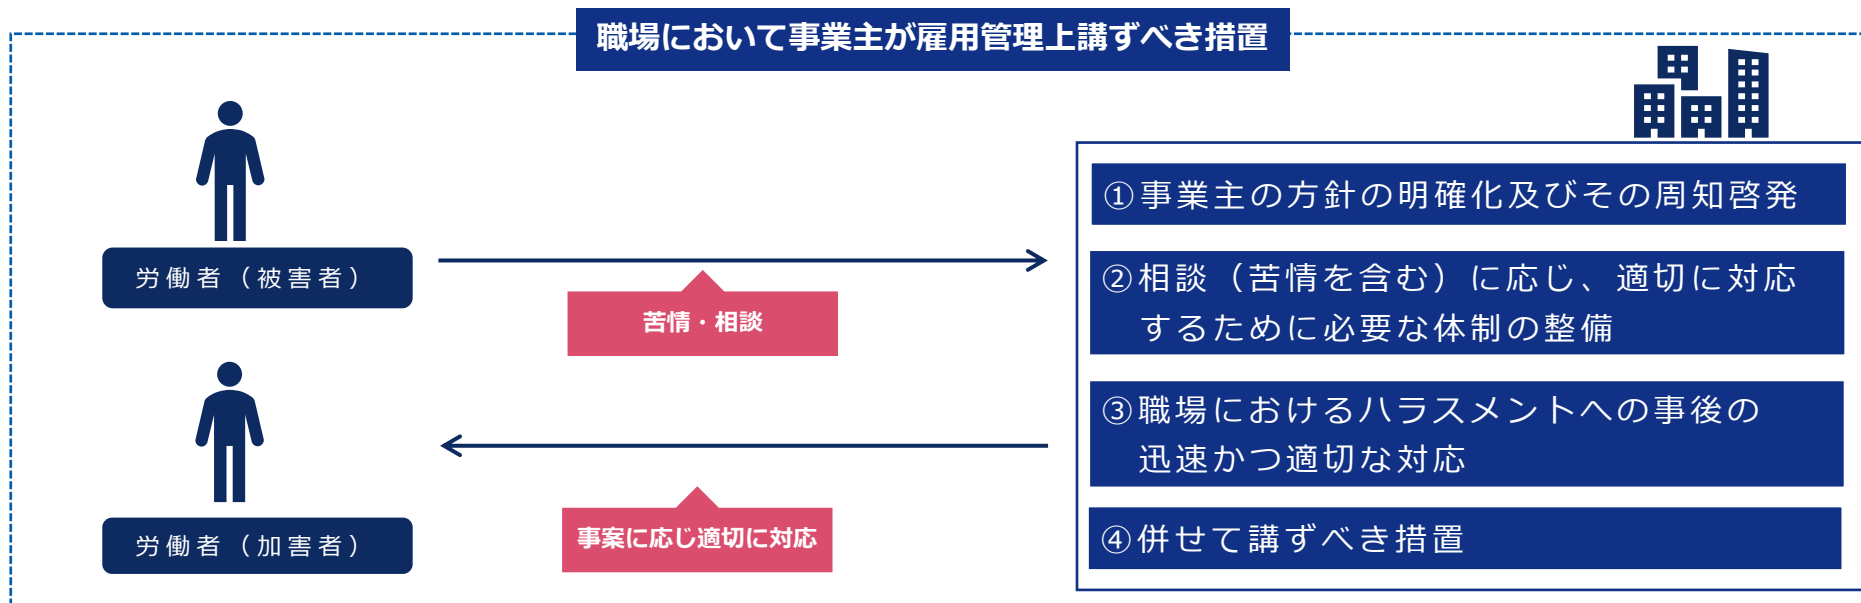 職場において事業主が雇用管理上講ずべき措置
労働者（被害者）
苦情・相談
労働者（加害者）
事案に応じ適切に対応
①事業主の方針の明確化及びその周知啓発
②相談（苦情を含む）に応じ、適切に対応
するために必要な体制の整備
③職場におけるハラスメントへの事後の
迅速かつ適切な対応
④併せて講ずべき措置